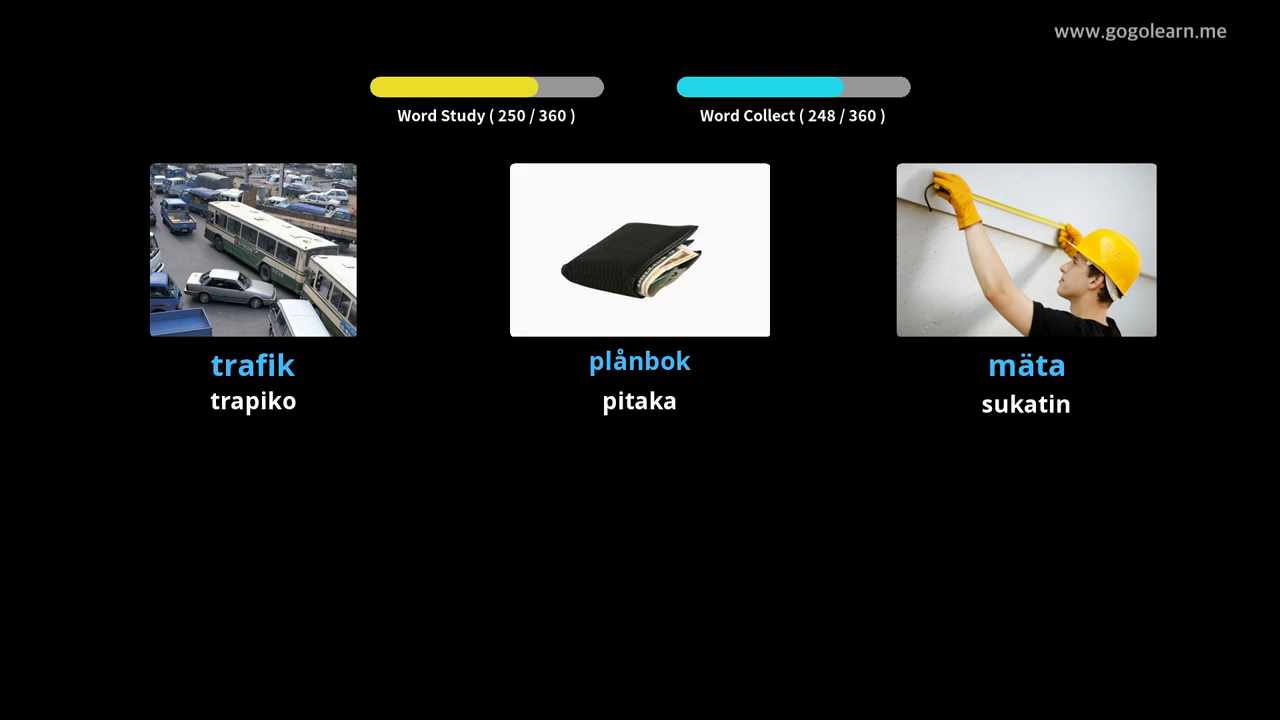 www.gogolearn.me
Word Study ( 250 / 360 )
Word Collect ( 248 / 360 )
trafik
trapiko
plånbok
pitaka
mäta
sukatin